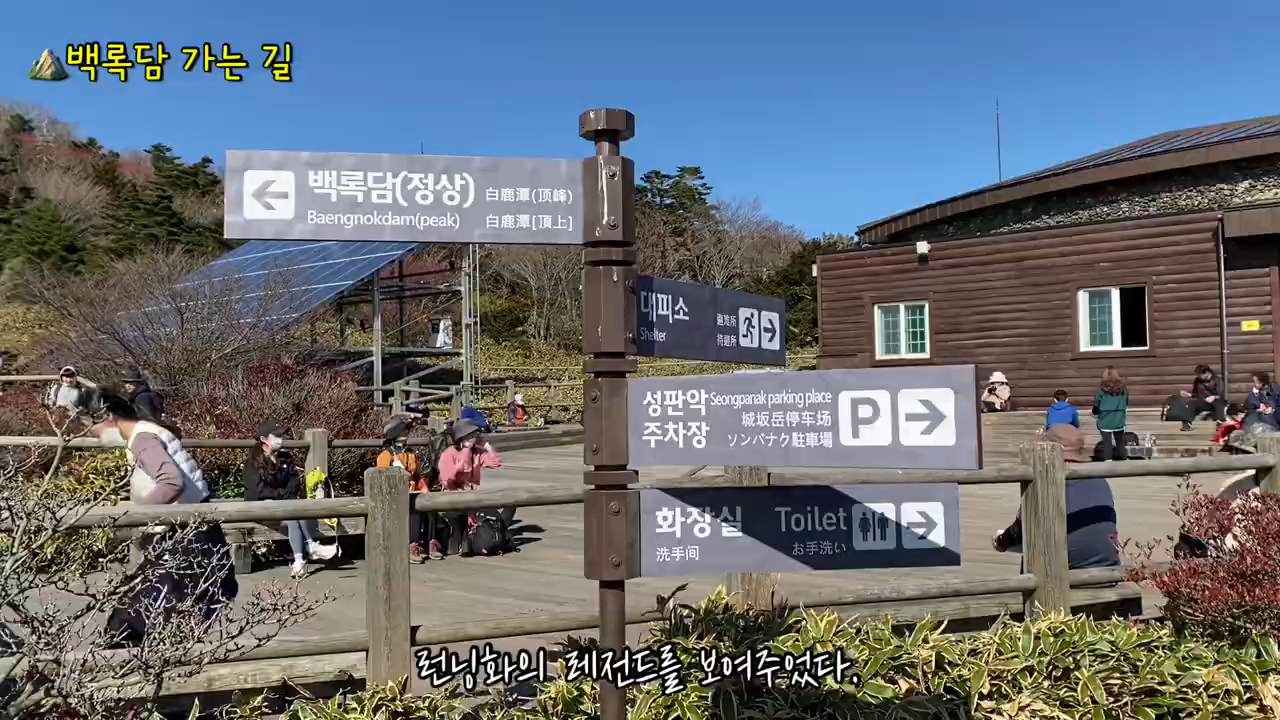 백록담 가는 길
백록담(정상) 白鹿潭(顶峰)
Baengnokdam(peak) 白鹿潭[頂上]
대피소
Shelter
避难所
待避所
성판악 Seongpanak parking place
주차장 城坂岳停车场
ソンパナク駐車場
P
화장실 Toilet
洗手间 お手洗い
런닝화의 레전드를 보여주었다.